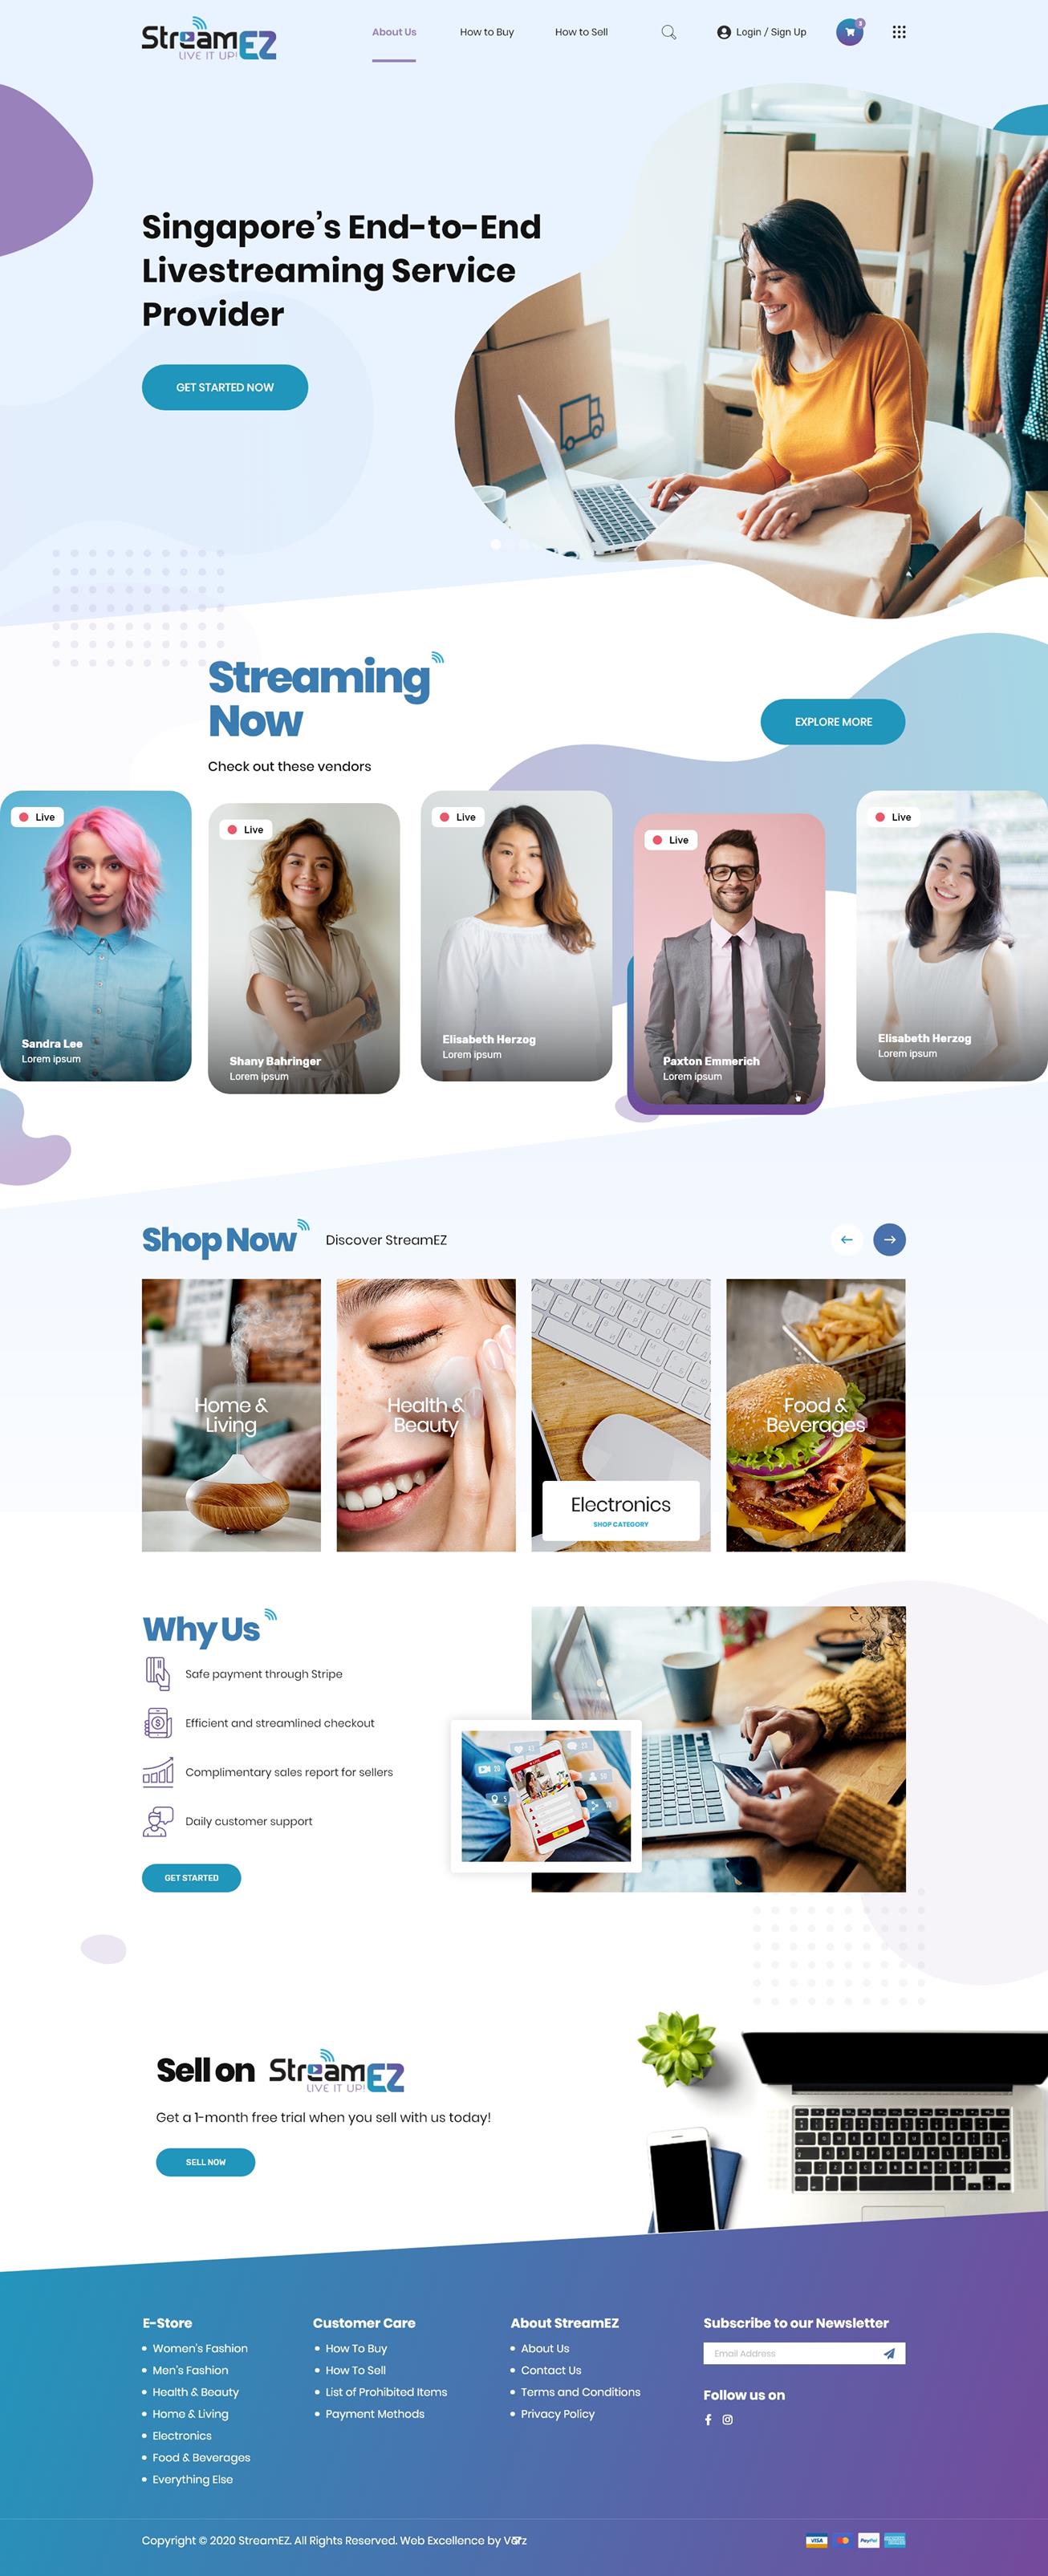 StreamEZ
LIVE IT UP!
About Us
How to Buy
How to Sell
Login / Sign Up
3
Singapore's End-to-End
Livestreaming Service
Provider
GET STARTED NOW
Streaming
Now
Check out these vendors
EXPLORE MORE
Live
Sandra Lee
Lorem ipsum
Live
Shany Bahringer
Lorem ipsum
Live
Elisabeth Herzog
Lorem ipsum
Live
Paxton Emmerich
Lorem ipsum
Live
Elisabeth Herzog
Lorem ipsum
Shop Now
Discover StreamEZ
Home &
Living
Health &
Beauty
Electronics
SHOP CATEGORY
Food &
Beverages
Why Us
Safe payment through Stripe
Efficient and streamlined checkout
Complimentary sales report for sellers
Daily customer support
GET STARTED
Sell on StreamEZ
LIVE IT UP!
Get a 1-month free trial when you sell with us today!
SELL NOW
E-Store
Women's Fashion
Men's Fashion
Health & Beauty
Home & Living
Electronics
Food & Beverages
Everything Else
Customer Care
How To Buy
How To Sell
List of Prohibited Items
Payment Methods
About StreamEZ
About Us
Contact Us
Terms and Conditions
Privacy Policy
Subscribe to our Newsletter
Email Address
Follow us on
Copyright © 2020 StreamEZ. All Rights Reserved. Web Excellence by
VISA
PayPal